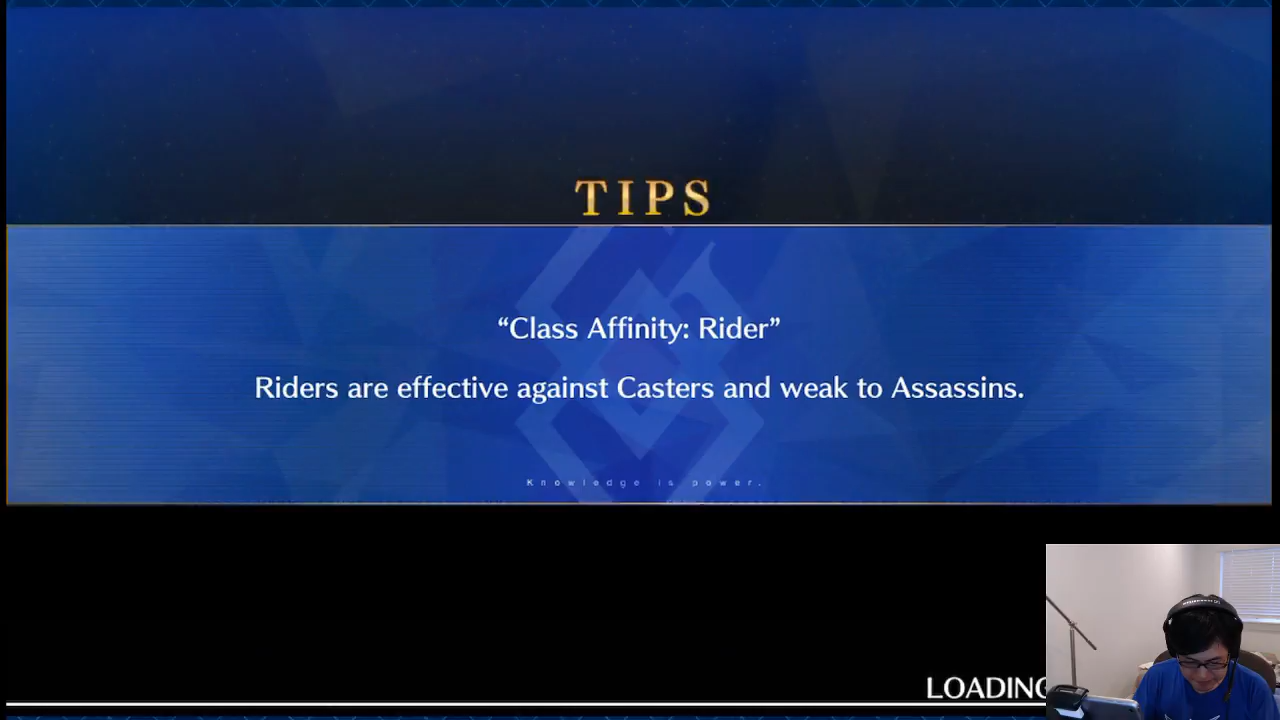 TIPS
“Class Affinity: Rider”
Riders are effective against Casters and weak to Assassins.
Knowledge is power.
LOADING